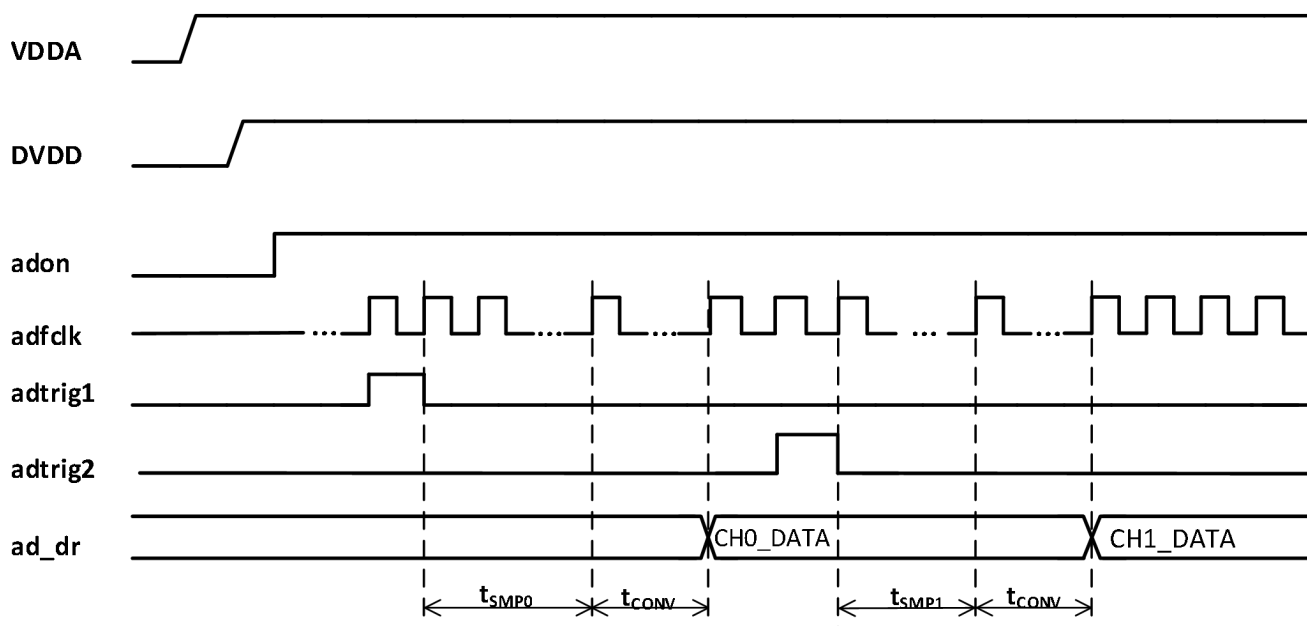 VDDA
DVDD
adon
adfclk
... ... ... ... ...
adtrig1
adtrig2
ad_dr
CH0_DATA
CH1_DATA
tSMP0
tCONV
tSMP1
tCONV